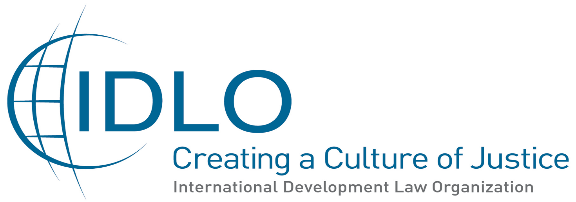 IDLO
Creating a Culture of Justice
International Development Law Organization